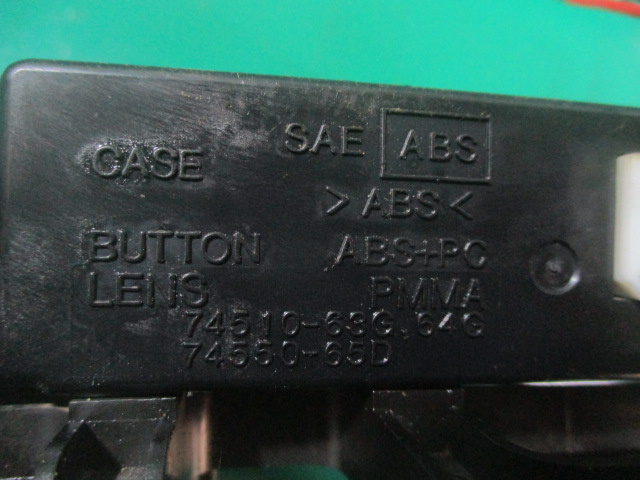 CASE SAE ABS
>ABS<
BUTTON ABS+PC
LENS PMMA
74510-63G,64G
74550-65D